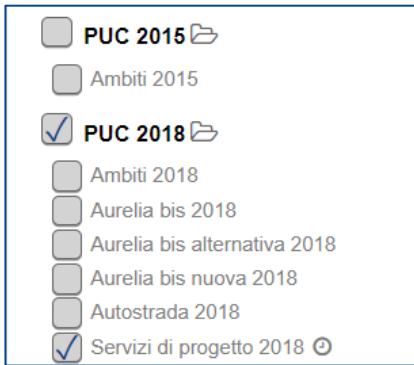 PUC 2015
Ambiti 2015
PUC 2018
Ambiti 2018
Aurelia bis 2018
Aurelia bis alternativa 2018
Aurelia bis nuova 2018
Autostrada 2018
Servizi di progetto 2018